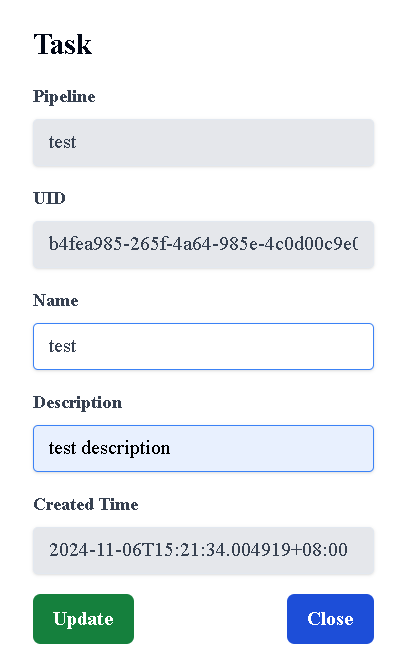 Task
Pipeline
test
UID
b4fea985-265f-4a64-985e-4c0d00c9e
Name
test
Description
test description
Created Time
2024-11-06T15:21:34.004919+08:00
Update Close